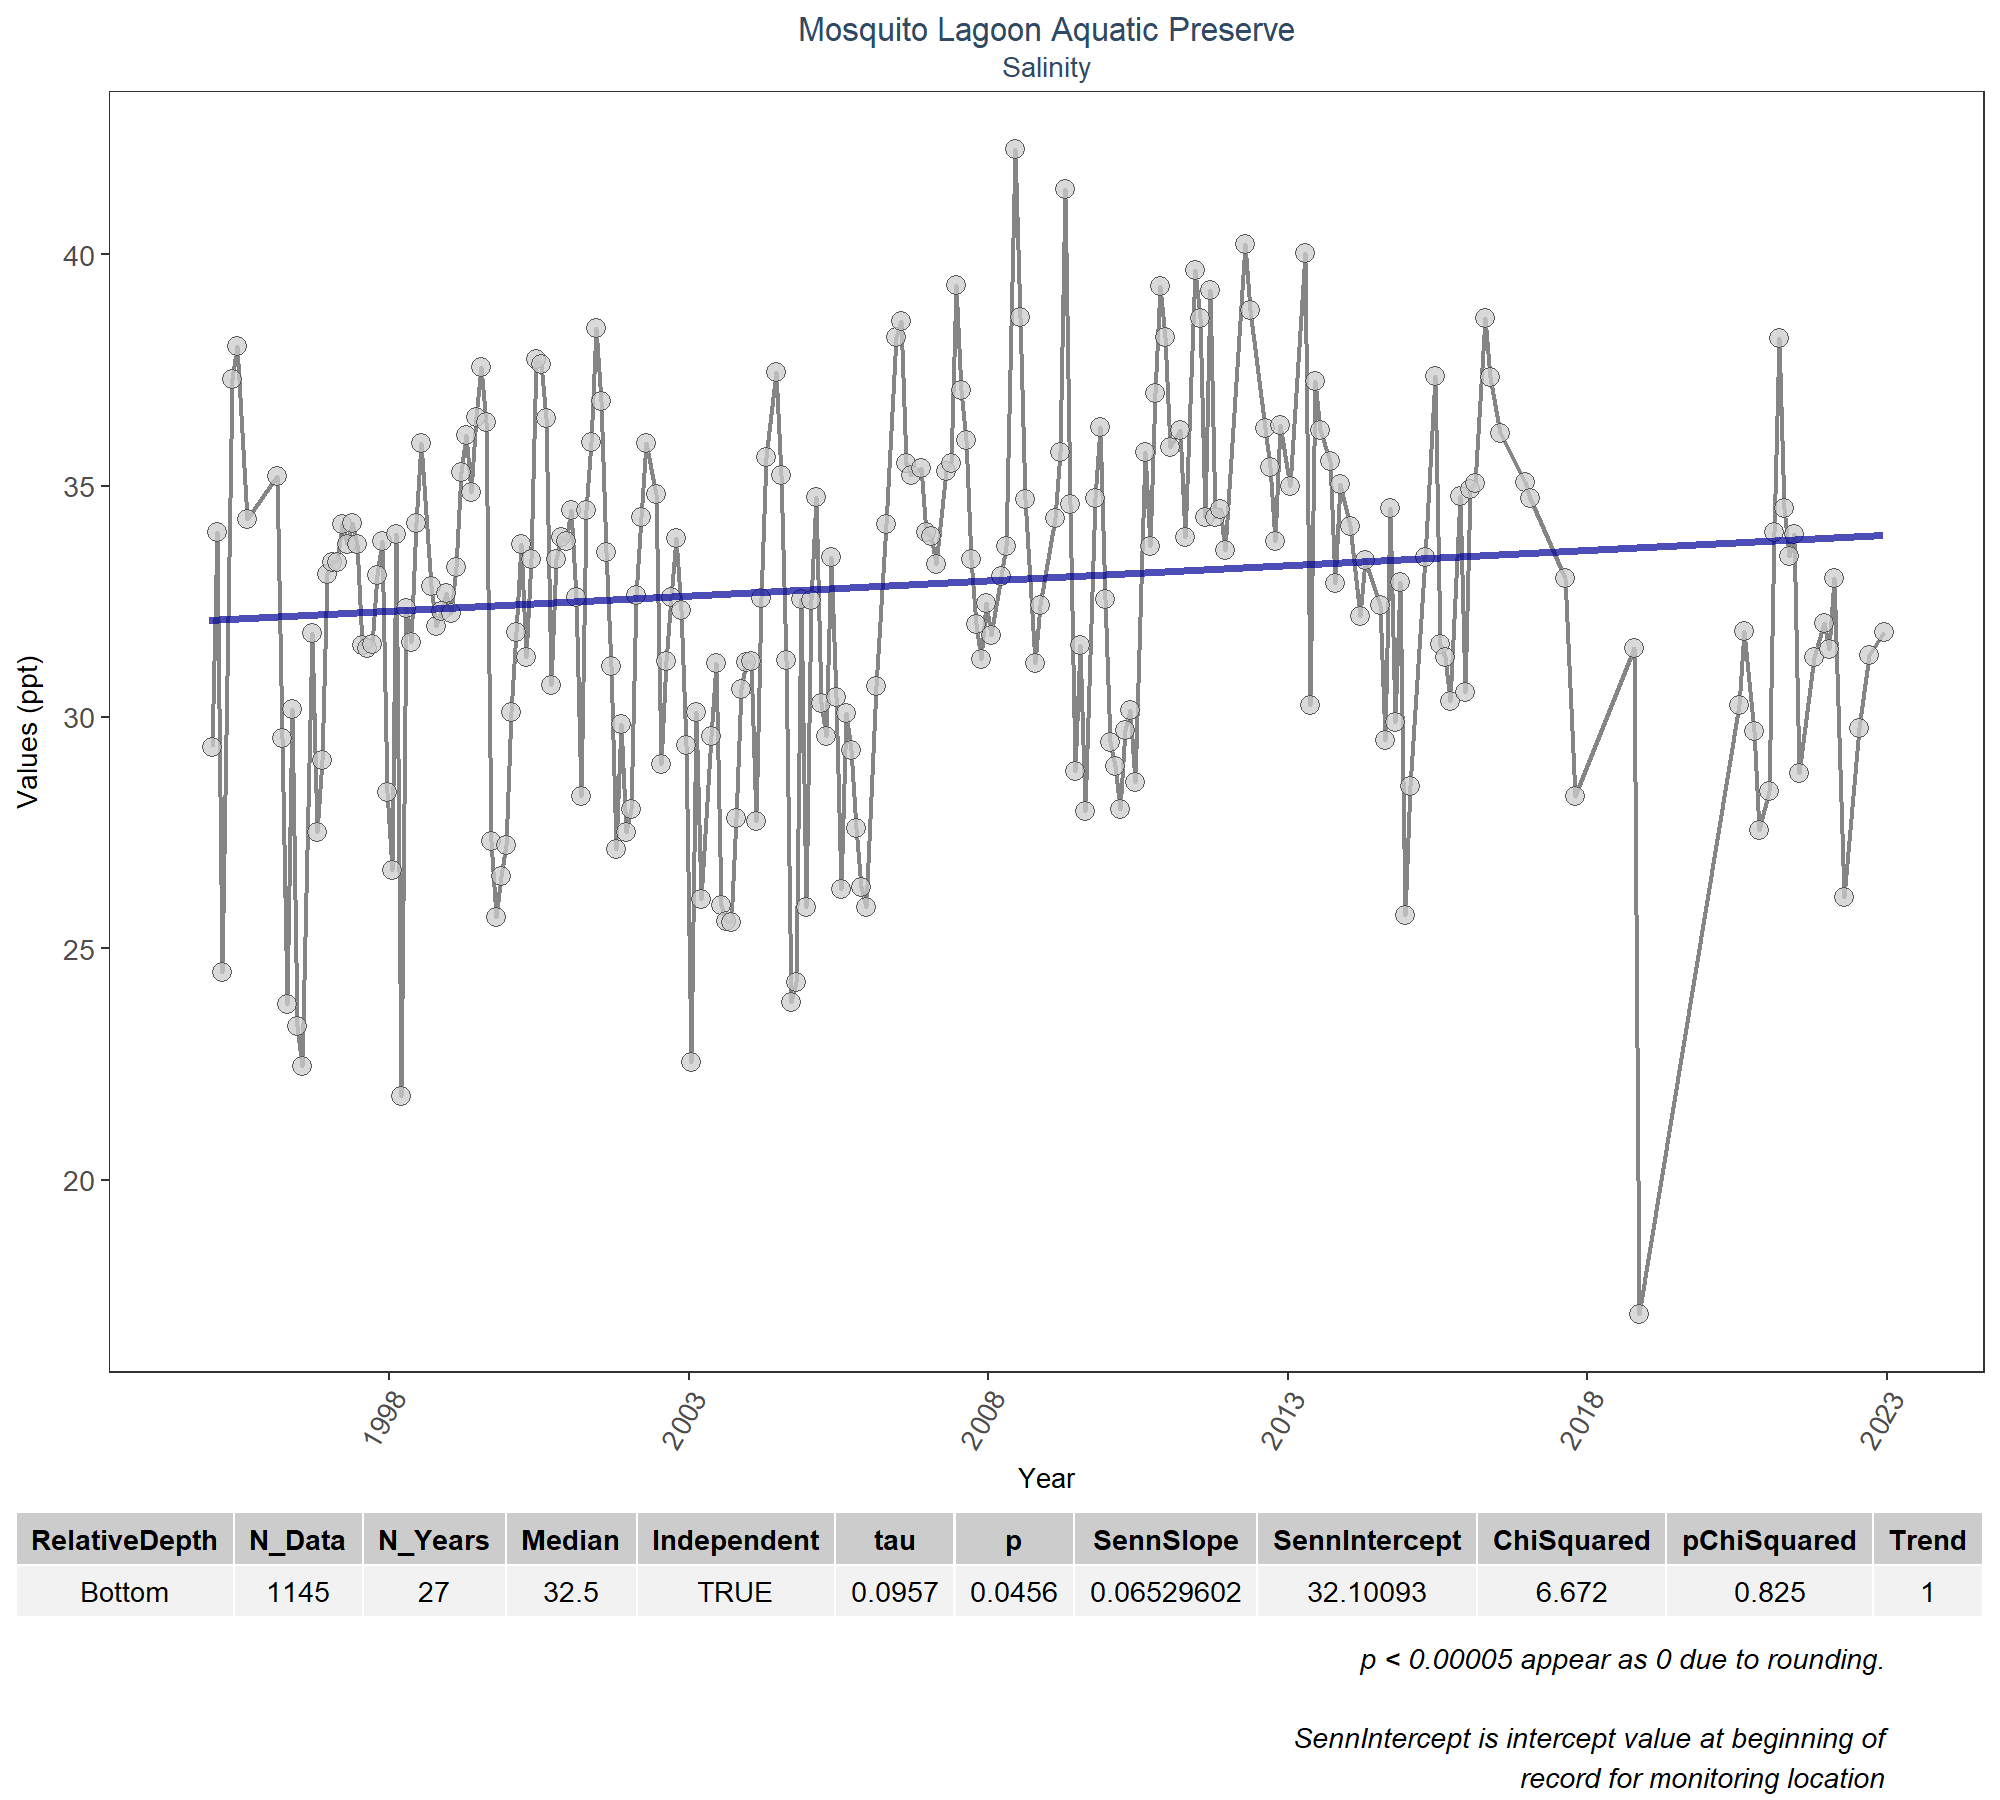 Mosquito Lagoon Aquatic Preserve
Salinity
40
35
30
25
20
Values (ppt)
1998
2003
2008
2013
2018
2023
Year
RelativeDepth N_Data N_Years Median Independent tau p SennSlope SennIntercept ChiSquared pChiSquared Trend
Bottom 1145 27 32.5 TRUE 0.0957 0.0456 0.06529602 32.10093 6.672 0.825 1
p < 0.00005 appear as 0 due to rounding.
SennIntercept is intercept value at beginning of
record for monitoring location